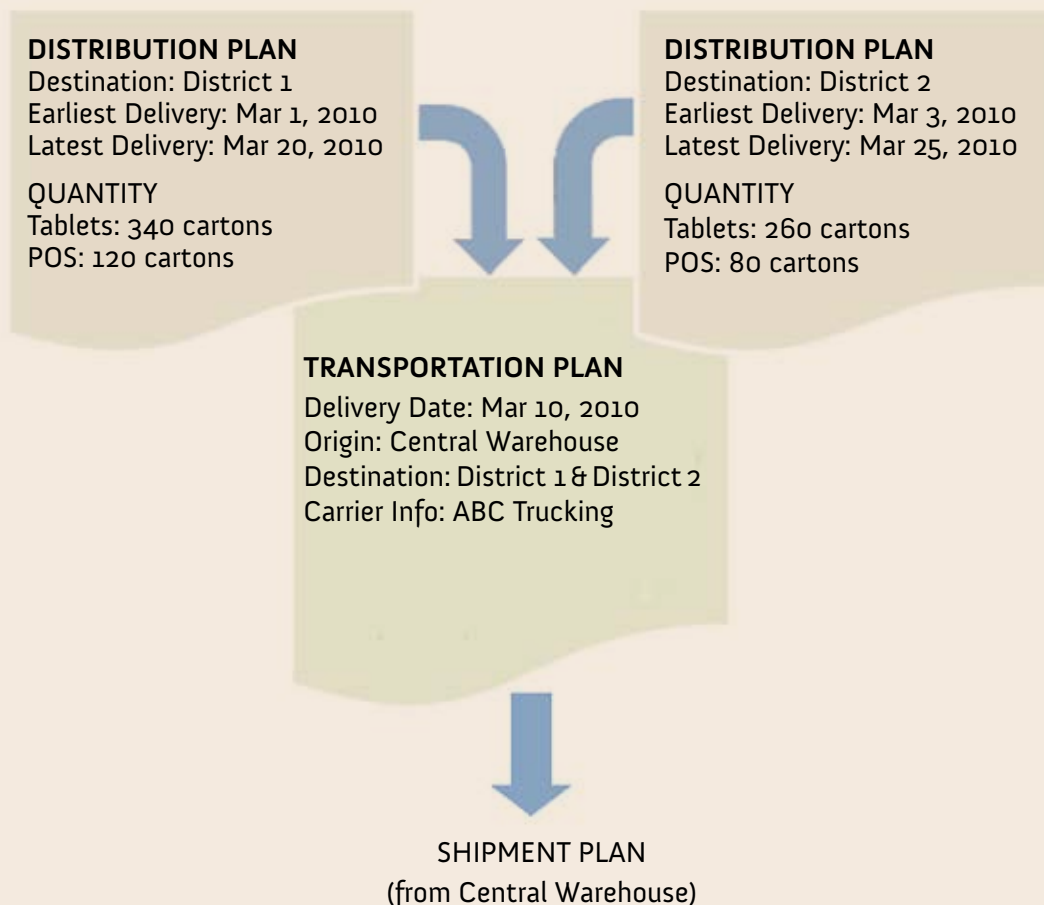 DISTRIBUTION PLAN
Destination: District 1
Earliest Delivery: Mar 1, 2010
Latest Delivery: Mar 20, 2010
QUANTITY
Tablets: 340 cartons
POS: 120 cartons
DISTRIBUTION PLAN
Destination: District 2
Earliest Delivery: Mar 3, 2010
Latest Delivery: Mar 25, 2010
QUANTITY
Tablets: 260 cartons
POS: 80 cartons
TRANSPORTATION PLAN
Delivery Date: Mar 10, 2010
Origin: Central Warehouse
Destination: District 1 & District 2
Carrier Info: ABC Trucking
SHIPMENT PLAN
(from Central Warehouse)